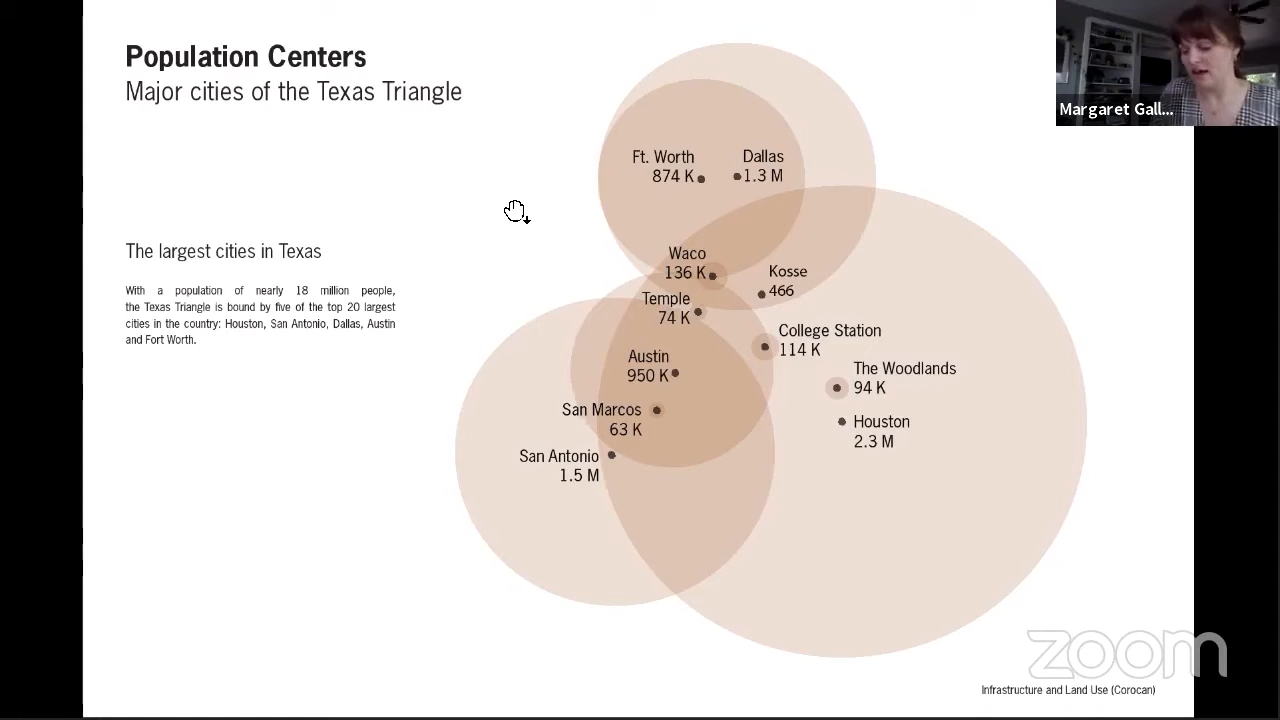 Population Centers
Major cities of the Texas Triangle
Margaret Gall...
Ft. Worth
874 K
Dallas
1.3 M
Waco
136 K
Kosse
466
The largest cities in Texas
With a population of nearly 18 million people,
the Texas Triangle is bound by five of the top 20 largest
cities in the country: Houston, San Antonio, Dallas, Austin
and Fort Worth.
Temple
74 K
College Station
114 K
Austin
950 K
The Woodlands
94 K
San Marcos
63 K
Houston
2.3 M
San Antonio
1.5 M
zoom
Infrastructure and Land Use (Corocan)